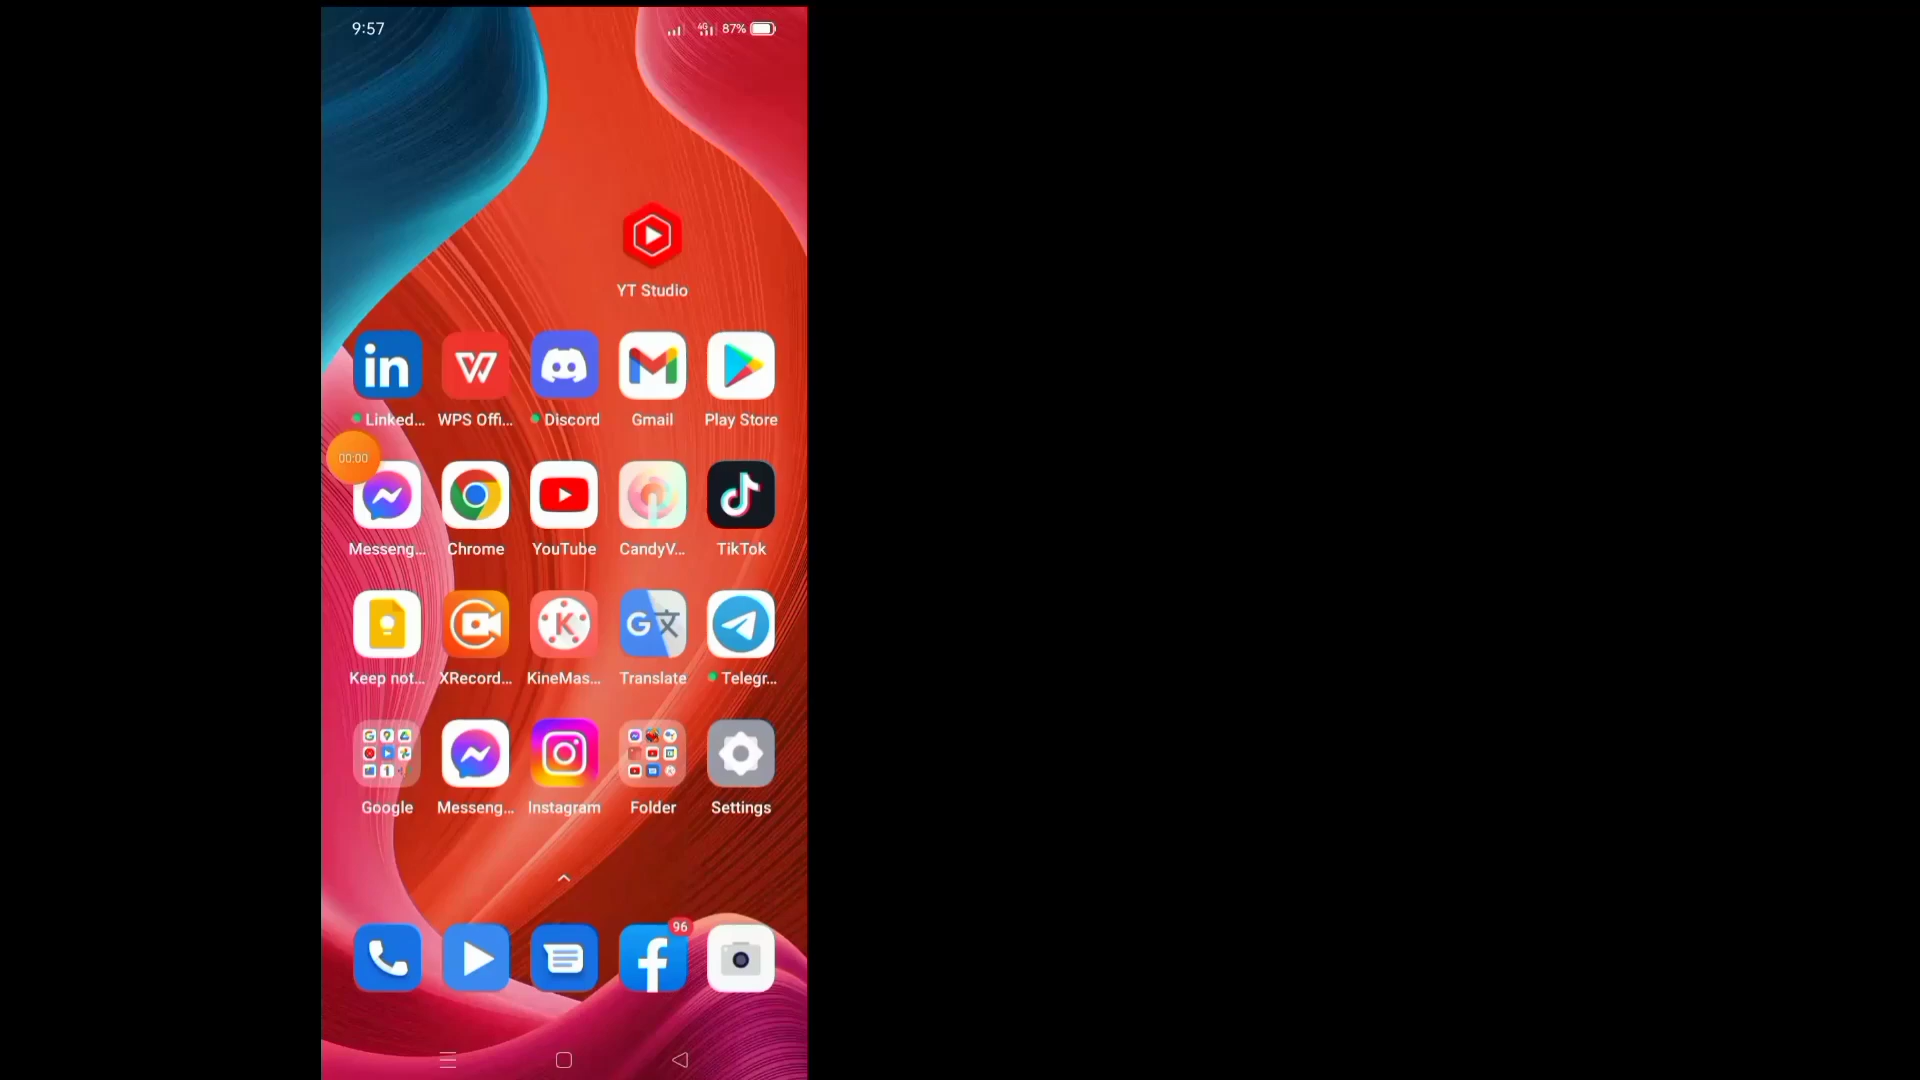 9:57
4G 87%
YT Studio
Linked... WPS Offi... Discord Gmail Play Store
00:00
Messeng... Chrome YouTube CandyV... TikTok
Keep not... XRecord... KineMas... Translate Telegr...
Google Messeng... Instagram Folder Settings
96